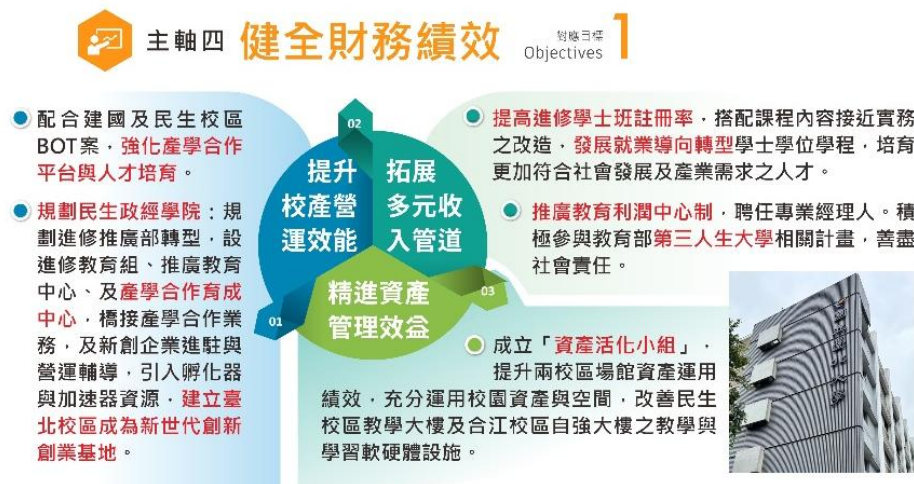 主軸四 健全財務績效 對應目標 Objectives 1
配合建國及民生校區
BOT案，強化產學合作
平台與人才培育。
規劃民生政經學院：規
劃進修推廣部轉型，設
進修教育組、推廣教育
中心、及產學合作育成
中心，橋接產學合作業
務，及新創企業進駐與
營運輔導，引入孵化器
與加速器資源，建立臺
北校區成為新世代創新
創業基地。
02
提升
校產營
運效能
拓展
多元收
入管道
01
精進資產
管理效益
03
提高進修學士班註冊率，搭配課程內容接近實務
之改造，發展就業導向轉型學士學位學程，培育
更加符合社會發展及產業需求之人才。
推廣教育利潤中心制，聘任專業經理人。積
極參與教育部第三人生大學相關計畫，善盡
社會責任。
成立「資產活化小組」，
提升兩校區場館資產運用
績效，充分運用校園資產與空間，改善民生
校區教學大樓及合江校區自強大樓之教學與
學習軟硬體設施。